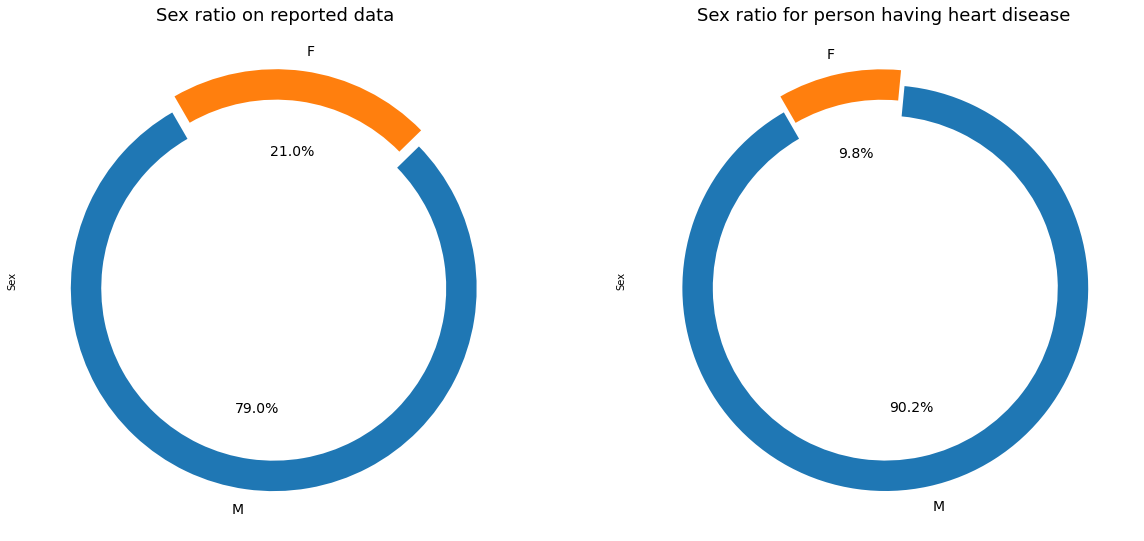 Sex ratio on reported data
F
21.0%
Sex
79.0%
M
Sex ratio for person having heart disease
F
9.8%
Sex
90.2%
M